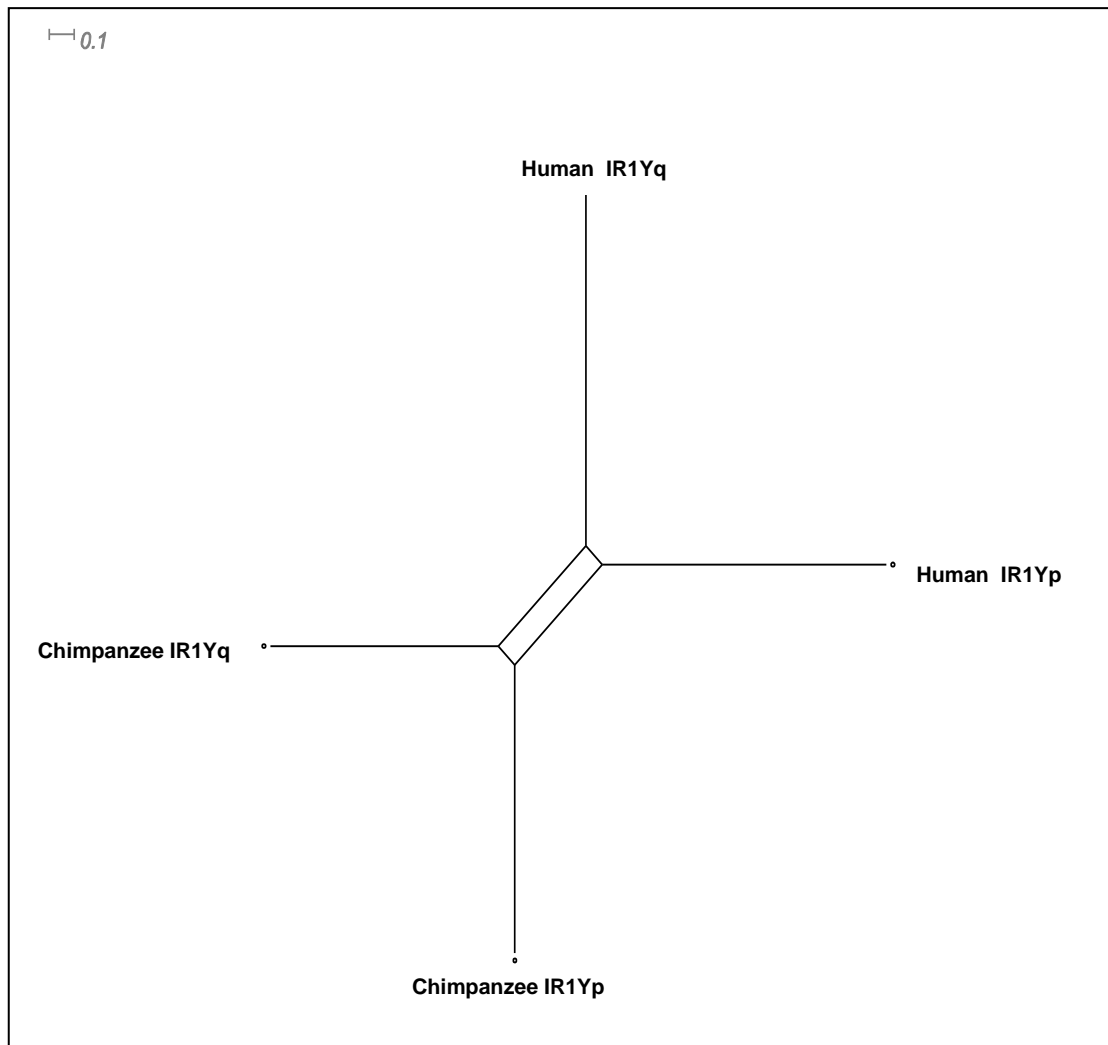 0.1
Human IR1Yq
Human IR1Yp
Chimpanzee IR1Yq
Chimpanzee IR1Yp